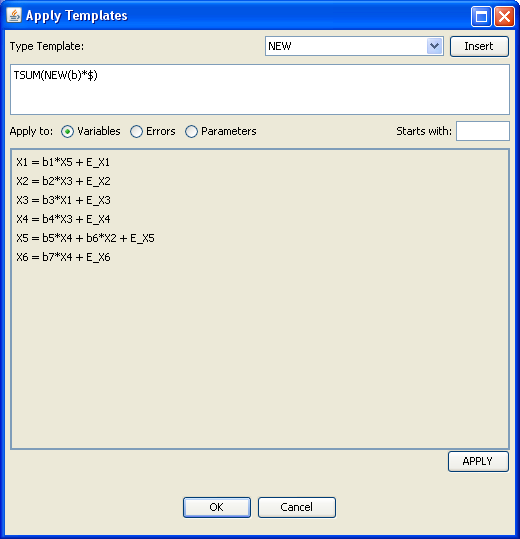 Apply Templates
Type Template: NEW Insert
TSUM(NEW(b)*$)
Apply to: Variables Errors Parameters Starts with:
X1 = b1*X5 + E_X1
X2 = b2*X3 + E_X2
X3 = b3*X1 + E_X3
X4 = b4*X3 + E_X4
X5 = b5*X4 + b6*X2 + E_X5
X6 = b7*X4 + E_X6
APPLY
OK Cancel